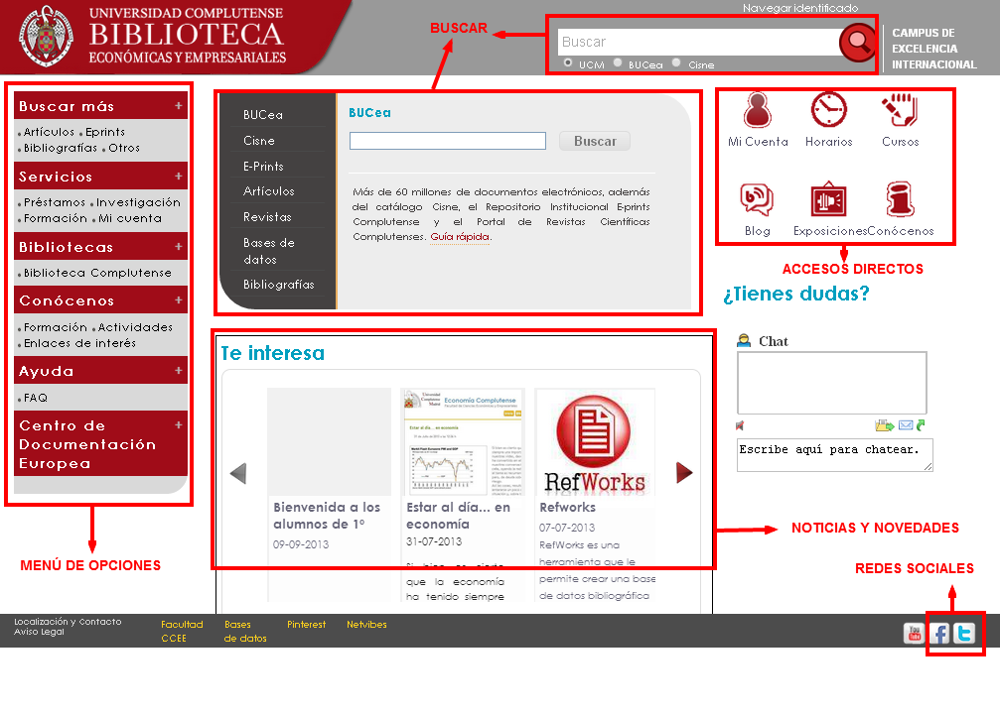 Navegar identificado
UNIVERSIDAD COMPLUTENSE
BIBLIOTECA
ECONÓMICAS Y EMPRESARIALES
BUSCAR
Buscar
UCM BUCea Cisne
CAMPUS DE
EXCELENCIA
INTERNACIONAL
Buscar más +
Artículos Eprints
Bibliografías Otros
Servicios +
Préstamos Investigación
Formación Mi cuenta
Bibliotecas +
Biblioteca Complutense
Conócenos +
Formación Actividades
Enlaces de interés
Ayuda +
FAQ
Centro de +
Documentación
Europea
MENÚ DE OPCIONES
BUCea
Cisne
E-Prints
Artículos
Revistas
Bases de
datos
Bibliografías
BUCea
Buscar
Más de 60 millones de documentos electrónicos, además
del catálogo Cisne, el Repositorio Institucional E-prints
Complutense y el Portal de Revistas Científicas
Complutenses. Guía rápida.
Mi Cuenta Horarios Cursos
Blog Exposiciones Conócenos
ACCESOS DIRECTOS
¿Tienes dudas?
Chat
Escribe aquí para chatear.
Te interesa
Bienvenida a los
alumnos de 1º
09-09-2013
Economía Complutense
Estar al día... en economía
Estar al día... en
economía
31-07-2013
Si bien es cierto
que la economía
ha tenido siempre
RefWorks
Refworks
07-07-2013
RefWorks es una
herramienta que le
permite crear una base
de datos bibliográfica
NOTICIAS Y NOVEDADES
REDES SOCIALES
Localización y Contacto
Aviso Legal
Facultad
CCEE
Bases
de datos
Pinterest
Netvibes
You